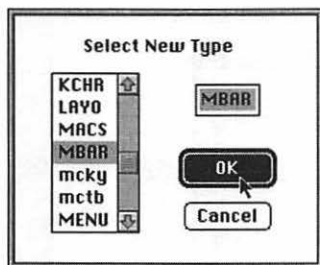 Select New Type
KCHR
LAYO
MACS
MBAR
mcky
mctb
MENU
MBAR
OK
Cancel